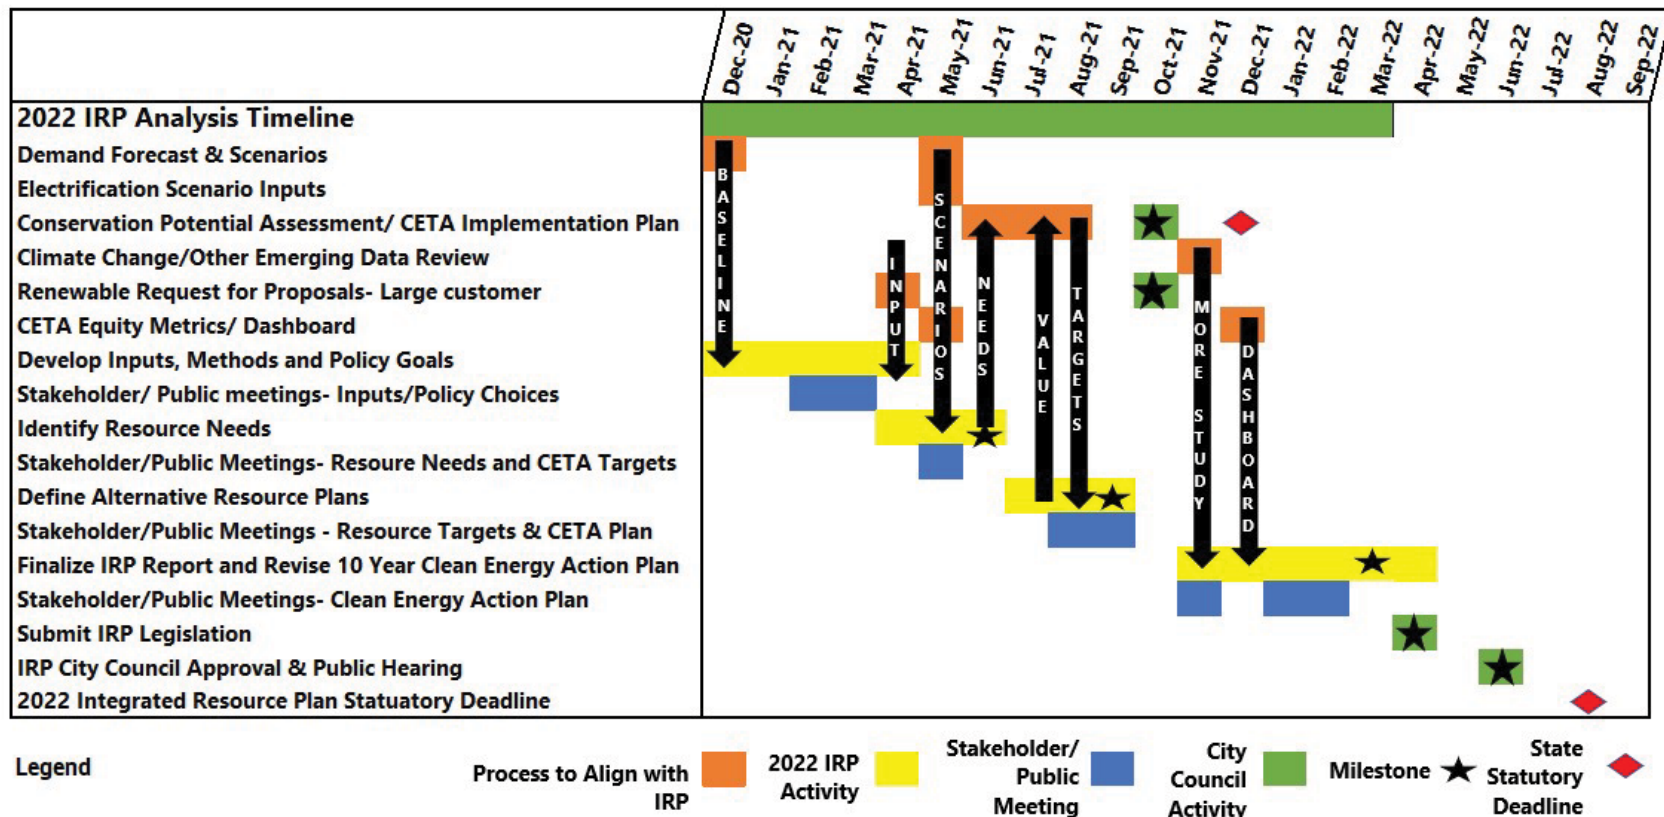 Dec-20 Jan-21 Feb-21 Mar-21 Apr-21 May-21 Jun-21 Jul-21 Aug-21 Sep-21 Oct-21 Nov-21 Dec-21 Jan-22 Feb-22 Mar-22 Apr-22 May-22 Jun-22 Jul-22 Aug-22 Sep-22
2022 IRP Analysis Timeline
Demand Forecast & Scenarios
Electrification Scenario Inputs
Conservation Potential Assessment/ CETA Implementation Plan
Climate Change/Other Emerging Data Review
Renewable Request for Proposals- Large customer
CETA Equity Metrics/ Dashboard
Develop Inputs, Methods and Policy Goals
Stakeholder/ Public meetings- Inputs/Policy Choices
Identify Resource Needs
Stakeholder/Public Meetings- Resoure Needs and CETA Targets
Define Alternative Resource Plans
Stakeholder/Public Meetings - Resource Targets & CETA Plan
Finalize IRP Report and Revise 10 Year Clean Energy Action Plan
Stakeholder/Public Meetings- Clean Energy Action Plan
Submit IRP Legislation
IRP City Council Approval & Public Hearing
2022 Integrated Resource Plan Statuatory Deadline
BASELINE
INPUT
SCENARIOS
NEEDS
VALUE
TARGETS
MORE STUDY
DASHBOARD
Legend
Process to Align with
IRP
2022 IRP
Activity
Stakeholder/
Public
Meeting
City
Council
Activity
Milestone
State
Statutory
Deadline